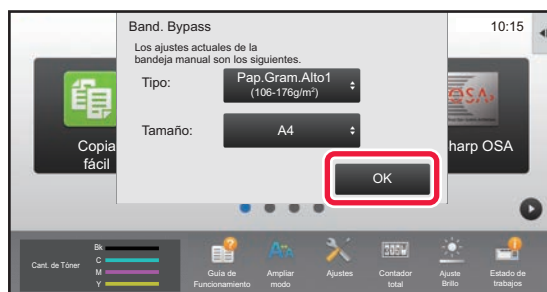 Band. Bypass
10:15
Los ajustes actuales de la
bandeja manual son los siguientes.
Tipo:
Pap.Gram.Alto1
(106-176g/m²)
Tamaño:
A4
OK
Copia
fácil
OSA
harp OSA
Cant. de Tóner
Bk
C
M
Y
Guía de
Funcionamiento
Ampliar
modo
Ajustes
Contador
total
Ajuste
Brillo
Estado de
trabajos